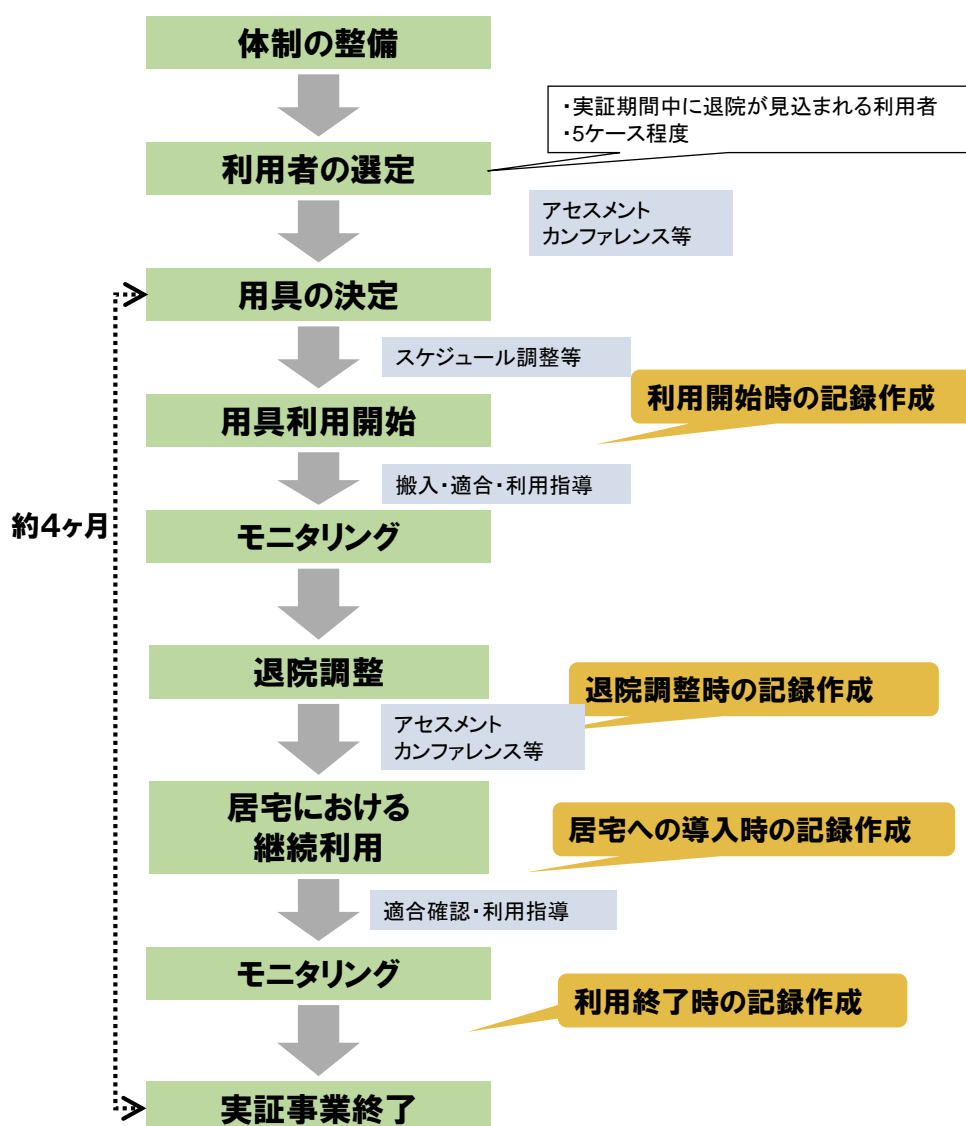 体制の整備
・実証期間中に退院が見込まれる利用者
・5ケース程度
利用者の選定
アセスメント
カンファレンス等
用具の決定
スケジュール調整等
利用開始時の記録作成
用具利用開始
搬入・適合・利用指導
約4ヶ月
モニタリング
退院調整
退院調整時の記録作成
アセスメント
カンファレンス等
居宅における
継続利用
居宅への導入時の記録作成
適合確認・利用指導
モニタリング
利用終了時の記録作成
実証事業終了